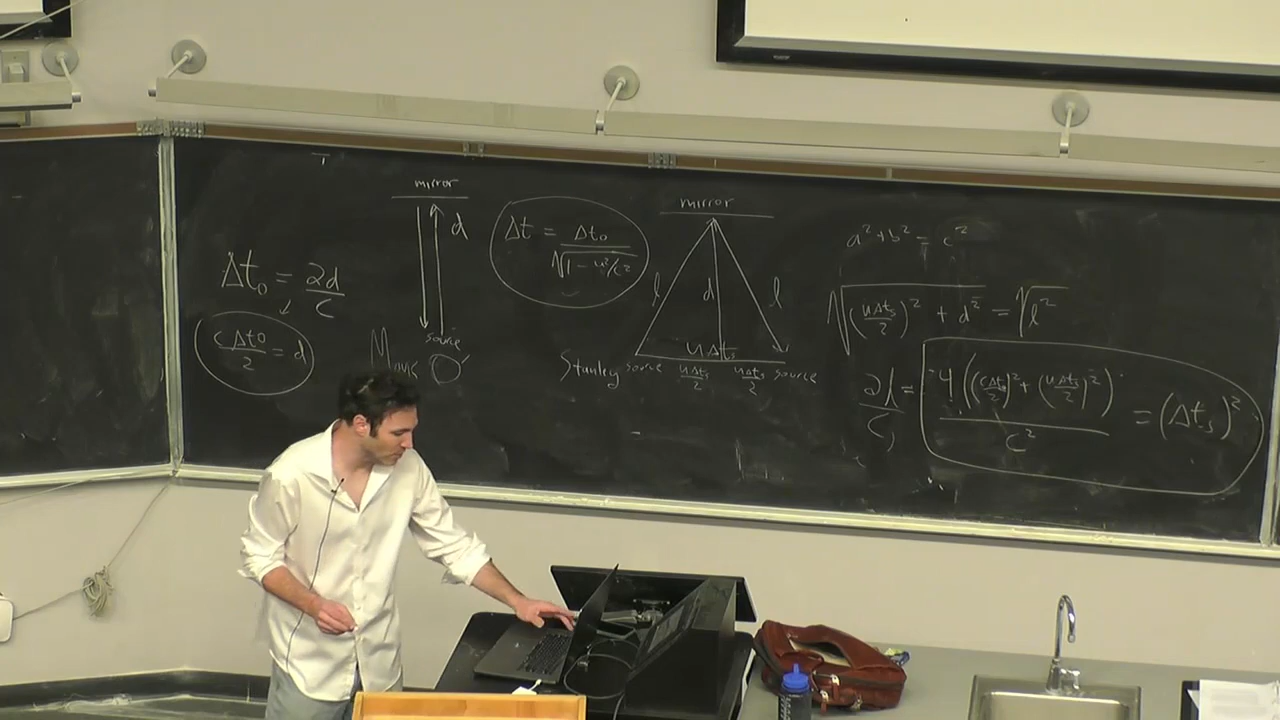 Δt₀ = 2d/c
cΔt₀/2 = d
mirror
d
source
Mavis
Δt = Δt₀/√(1 - u²/c²)
mirror
l d l
uΔtₛ
Stanley source uΔtₛ/2 uΔtₛ/2 source
a² + b² = c²
√((uΔtₛ/2)² + d²) = √l²
2l/c = 4((cΔt₀/2)² + (uΔtₛ/2)²)/c² = (Δtₛ)²